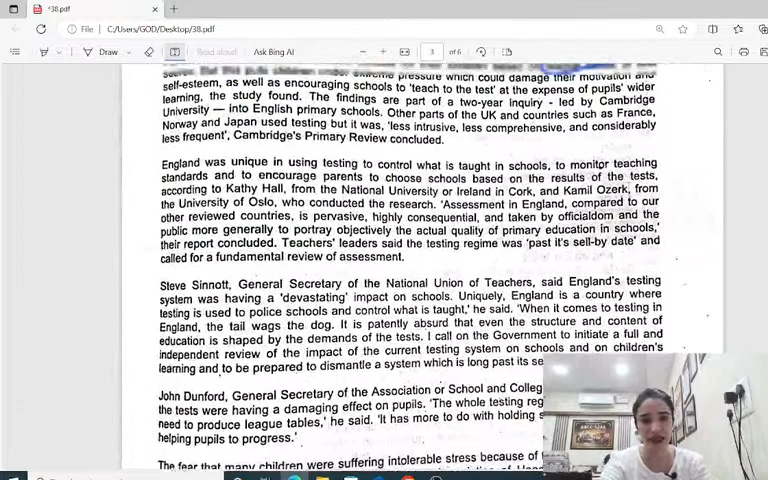 *38.pdf
File
C:/Users/GOD/Desktop/38.pdf
Draw
Read aloud
Ask Bing AI
3 of 6
extreme pressure which could damage their motivation and
self-esteem, as well as encouraging schools to 'teach to the test' at the expense of pupils' wider
learning, the study found. The findings are part of a two-year inquiry - led by Cambridge
University — into English primary schools. Other parts of the UK and countries such as France,
Norway and Japan used testing but it was, 'less intrusive, less comprehensive, and considerably
less frequent', Cambridge's Primary Review concluded.
England was unique in using testing to control what is taught in schools, to monitor teaching
standards and to encourage parents to choose schools based on the results of the tests,
according to Kathy Hall, from the National University or Ireland in Cork, and Kamil Ozerk, from
the University of Oslo, who conducted the research. 'Assessment in England, compared to our
other reviewed countries, is pervasive, highly consequential, and taken by officialdom and the
public more generally to portray objectively the actual quality of primary education in schools,'
their report concluded. Teachers' leaders said the testing regime was 'past it's sell-by date' and
called for a fundamental review of assessment.
Steve Sinnott, General Secretary of the National Union of Teachers, said England's testing
system was having a 'devastating' impact on schools. Uniquely, England is a country where
testing is used to police schools and control what is taught,' he said. 'When it comes to testing in
England, the tail wags the dog. It is patently absurd that even the structure and content of
education is shaped by the demands of the tests. I call on the Government to initiate a full and
independent review of the impact of the current testing system on schools and on children's
learning and to be prepared to dismantle a system which is long past its se
John Dunford, General Secretary of the Association or School and Colleg
the tests were having a damaging effect on pupils. 'The whole testing reg
need to produce league tables,' he said. 'It has more to do with holding s
helping pupils to progress.'
The fear that many children were suffering intolerable stress because of